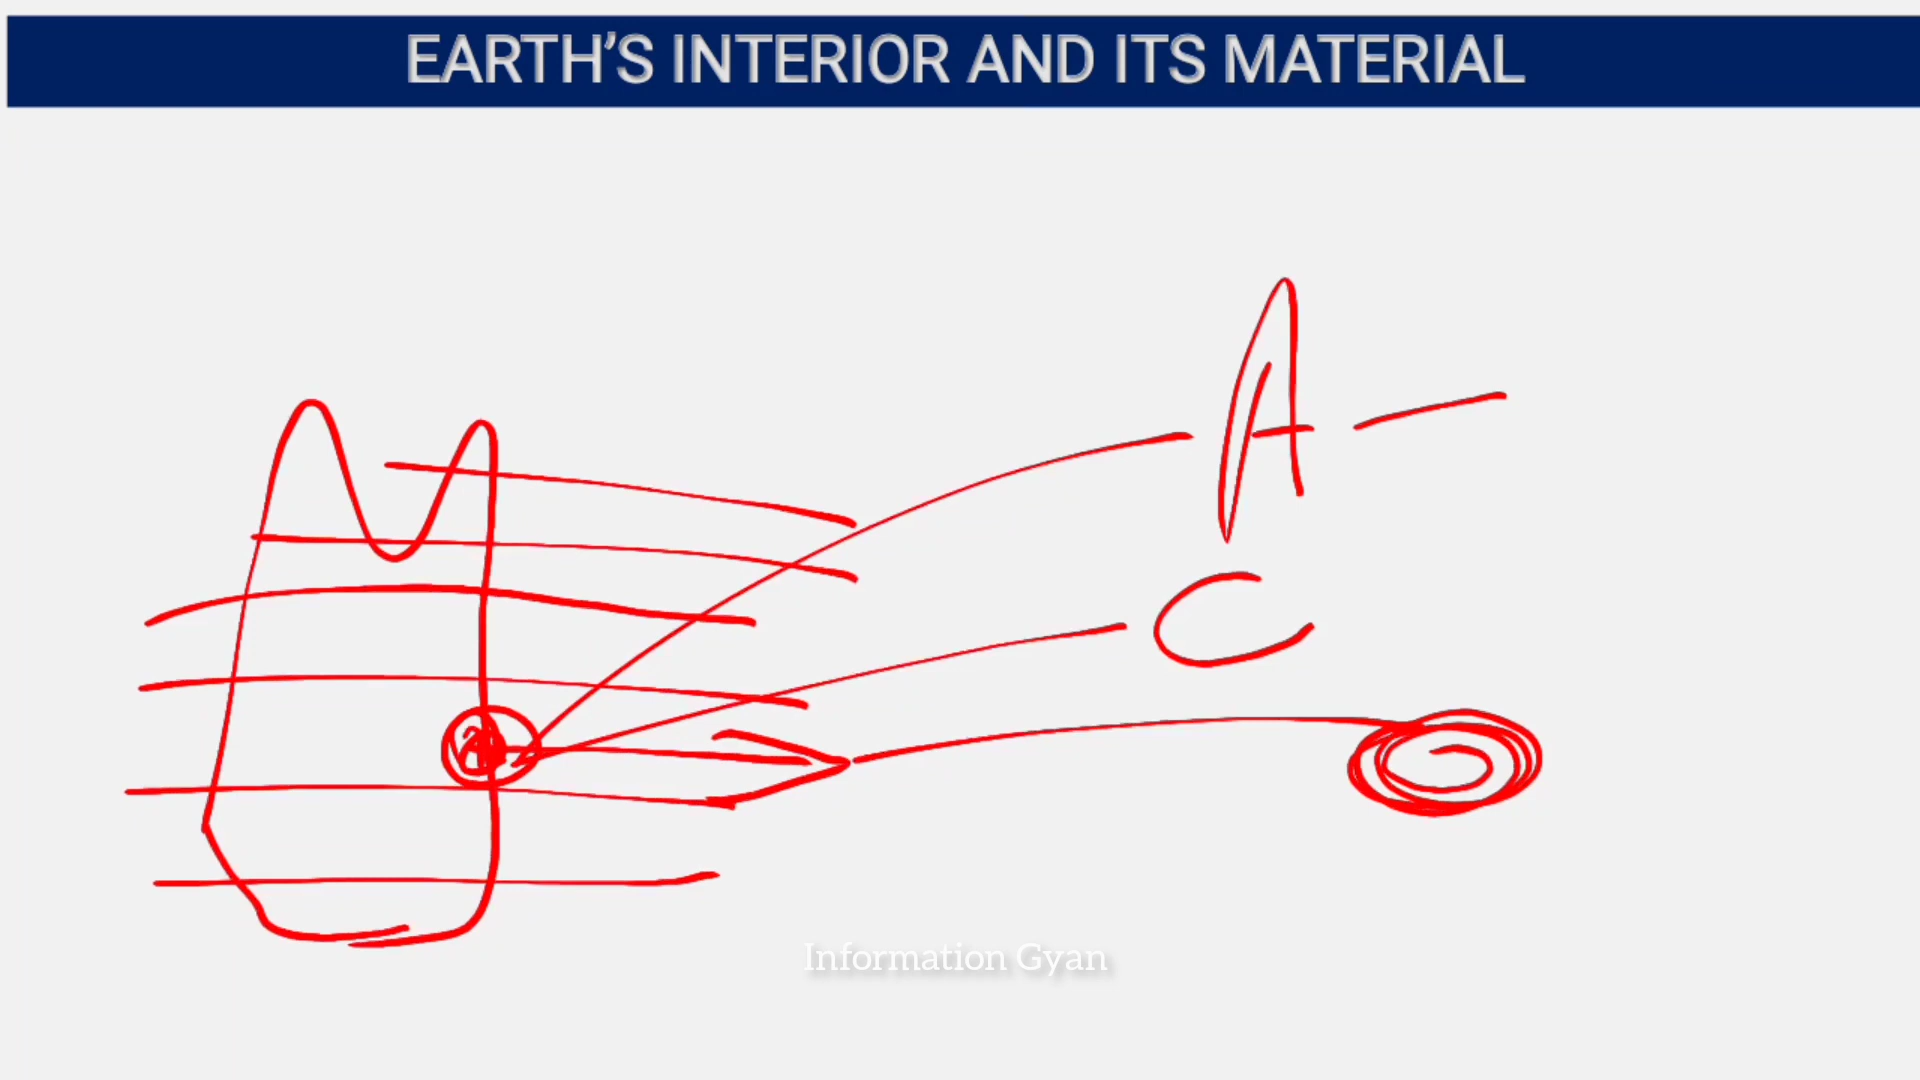 EARTH’S INTERIOR AND ITS MATERIAL
A -
C
Information Gyan